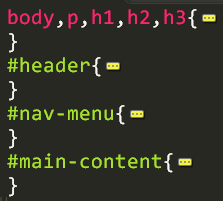 body,p,h1,h2,h3{
}
#header{
}
#nav-menu{
}
#main-content{
}